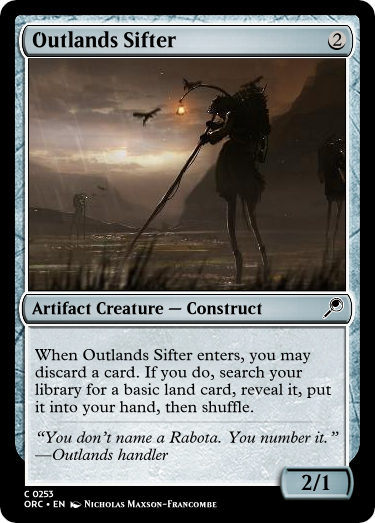 Outlands Sifter
2
Artifact Creature — Construct
When Outlands Sifter enters, you may
discard a card. If you do, search your
library for a basic land card, reveal it, put
it into your hand, then shuffle.
“You don’t name a Rabota. You number it.”
—Outlands handler
2/1
C 0253
ORC • EN Nicholas Maxson-Francombe